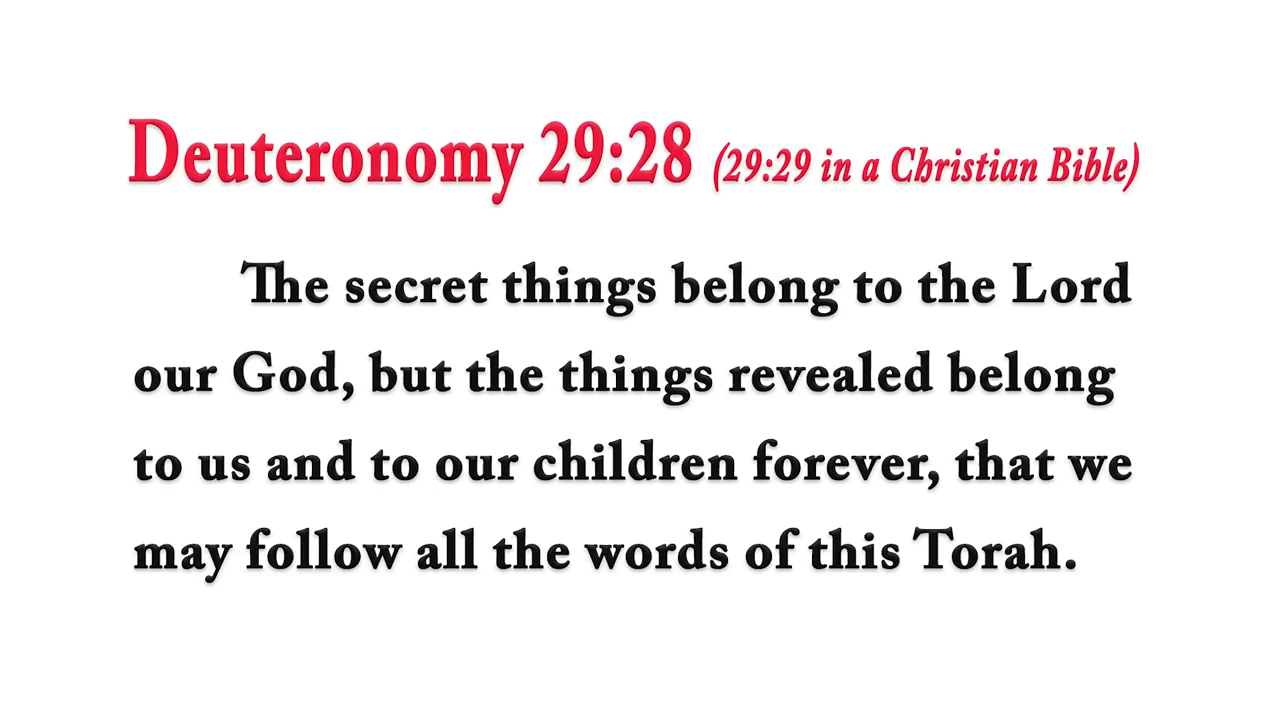 Deuteronomy 29:28 (29:29 in a Christian Bible)
The secret things belong to the Lord
our God, but the things revealed belong
to us and to our children forever, that we
may follow all the words of this Torah.